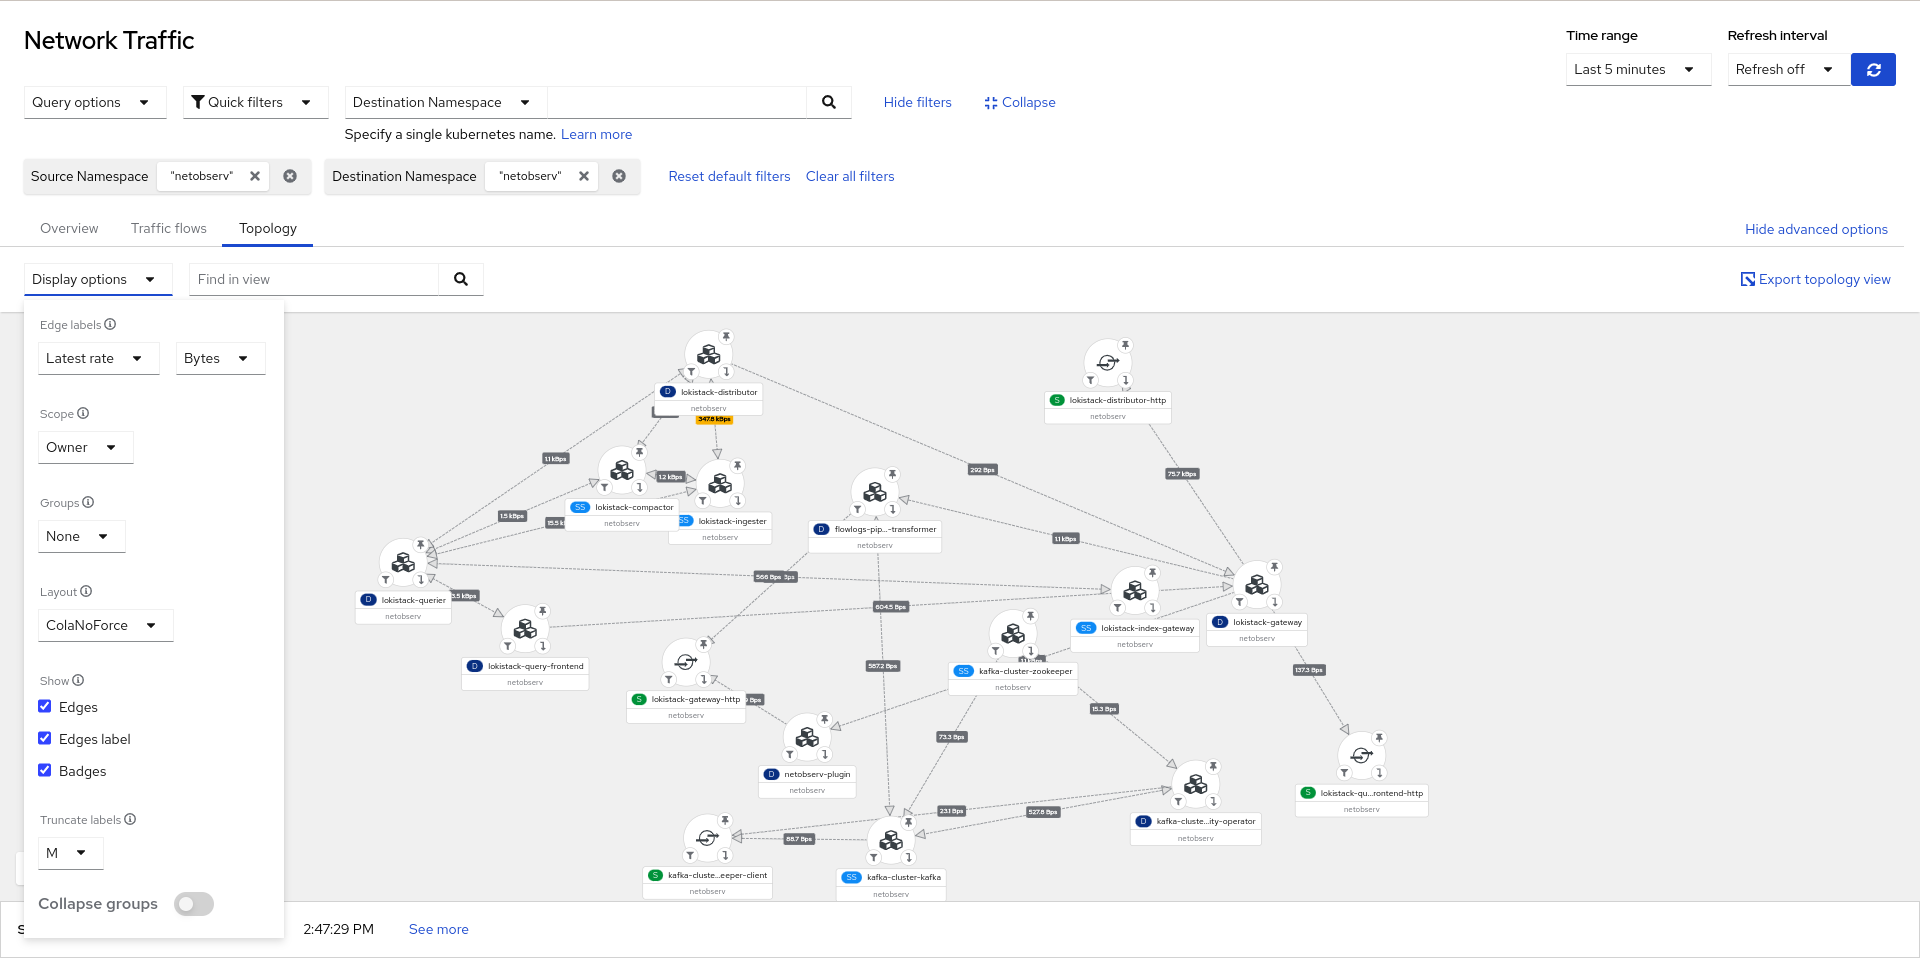 Network Traffic
Time range
Refresh interval
Last 5 minutes
Refresh off
Query options
Quick filters
Destination Namespace
Hide filters
Collapse
Specify a single kubernetes name. Learn more
Source Namespace "netobserv"
Destination Namespace "netobserv"
Reset default filters
Clear all filters
Overview
Traffic flows
Topology
Hide advanced options
Display options
Find in view
Export topology view
Edge labels
Latest rate
Bytes
Scope
Owner
Groups
None
Layout
ColaNoForce
Show
Edges
Edges label
Badges
Truncate labels
M
Collapse groups
D lokistack-distributor
netobserv
347.8 kBps
S lokistack-distributor-http
netobserv
1.1 kBps
1.2 kBps
292 Bps
75.7 kBps
SS lokistack-compactor
netobserv
SS lokistack-ingester
netobserv
1.5 kBps
15.5 k
D flowlogs-pip...-transformer
netobserv
1.1 kBps
566 Bps
D lokistack-querier
netobserv
3.5 kBps
604.5 Bps
D lokistack-query-frontend
netobserv
SS lokistack-index-gateway
netobserv
D lokistack-gateway
netobserv
587.2 Bps
SS kafka-cluster-zookeeper
netobserv
137.3 Bps
S lokistack-gateway-http
netobserv
Bps
15.3 Bps
73.3 Bps
D netobserv-plugin
netobserv
S lokistack-qu...rontend-http
netobserv
23.1 Bps
527.8 Bps
88.7 Bps
D kafka-cluste...ity-operator
netobserv
S kafka-cluste...eeper-client
netobserv
SS kafka-cluster-kafka
netobserv
2:47:29 PM
See more